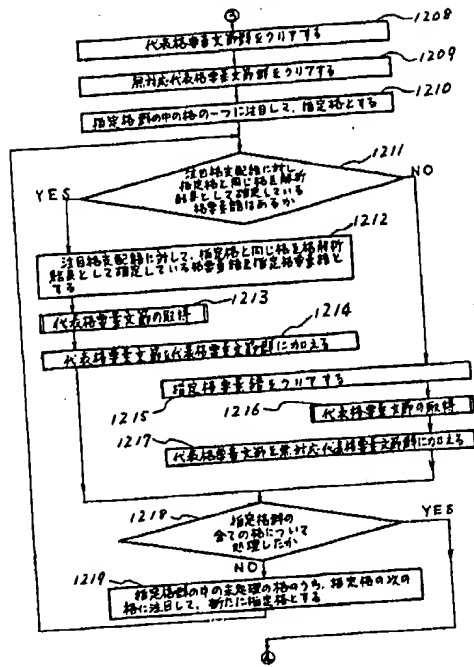 ③
1208
代表格要素文節群をクリアする
1209
無対応代表格要素文節群をクリアする
1210
指定格群の中の格の一つに注目して、指定格とする
1211
注目格支配語に対し
指定格と同じ格を解析
結果として指定している
格要素語はあるか
YES
NO
1212
注目格支配語に対して、指定格と同じ格を格解析
結果として指定している格要素語を指定格要素語と
する
1213
代表格要素文節の取得
1214
代表格要素文節を代表格要素文節群に加える
指定格要素語をクリアする
1215
1216
代表格要素文節の取得
1217
代表格要素文節を無対応代表格要素文節群に加える
1218
指定格群の
全ての格について
処理したか
YES
NO
1219
指定格群の中の未処理の格のうち、指定格の次の
格に注目して、新たに指定格とする
④